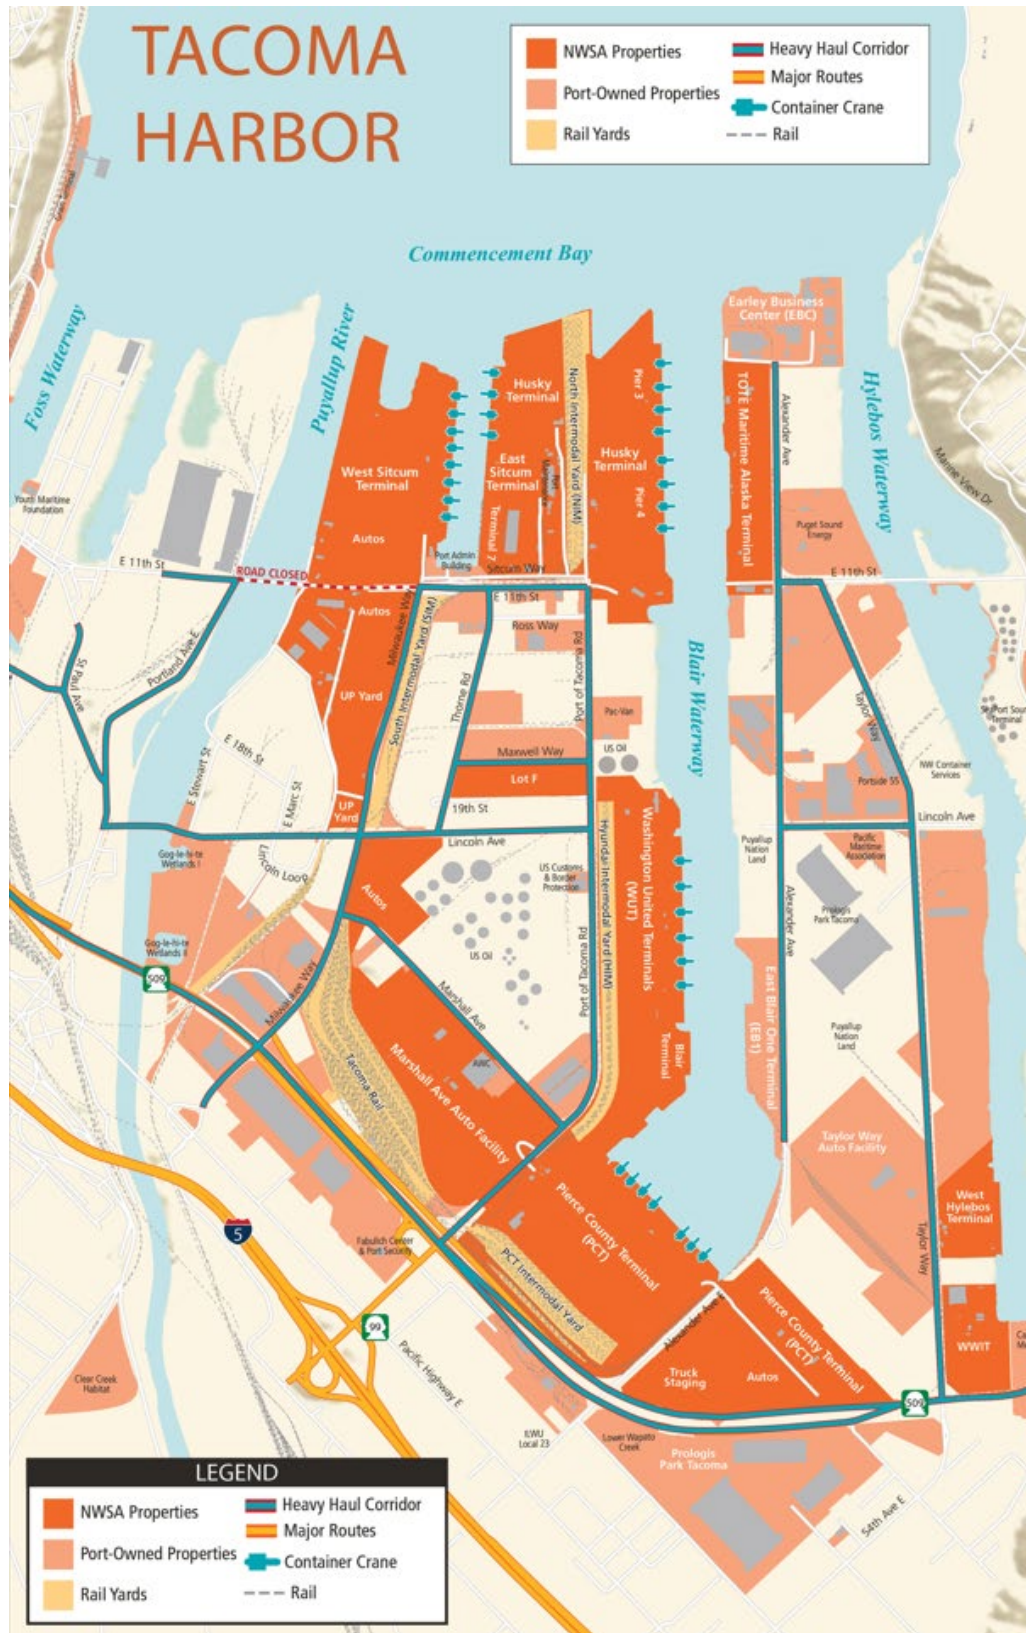 TACOMA
HARBOR
NWSA Properties
Port-Owned Properties
Rail Yards
Heavy Haul Corridor
Major Routes
Container Crane
Rail
Commencement Bay
Foss Waterway
Puyallup River
Hylebos Waterway
Blair Waterway
Marine View Dr
Earley Business
Center (EBC)
Husky
Terminal
North Intermodal Yard (NIM)
Pier 3
Husky
Terminal
Pier 4
TOTE Maritime Alaska Terminal
Alexander Ave
West Sitcum
Terminal
Autos
East
Sitcum
Terminal
Terminal 7
Puget Sound
Energy
Youth Maritime
Foundation
Port Admin
Building
Sitcum Way
E 11th St
ROAD CLOSED
E 11th St
E 11th St
Autos
Milwaukee Way
South Intermodal Yard (SIM)
Ross Way
Port of Tacoma Rd
Thorne Rd
St Paul Ave
Portland Ave E
UP Yard
Pac-Van
US Oil
Taylor Way
E 18th St
E Stewart St
E Marc St
Maxwell Way
Lot F
19th St
UP
Yard
Portside 55
NW Container
Services
Lincoln Ave
Lincoln Ave
Lincoln Loop
Gog-le-hi-te
Wetlands I
Gog-le-hi-te
Wetlands II
US Customs
& Border
Protection
Hyundai Intermodal Yard (HIM)
Washington United Terminals
(WUT)
Puyallup
Nation
Land
Pacific
Maritime
Association
Autos
Alexander Ave
Prologis
Park Tacoma
US Oil
Port of Tacoma Rd
509
Milwaukee Way
Marshall Ave
East Blair One Terminal
(EB1)
Puyallup
Nation
Land
Blair
Terminal
Tacoma Rail
AWC
Marshall Ave Auto Facility
Taylor Way
Auto Facility
West
Hylebos
Terminal
Taylor Way
Pierce County Terminal
(PCT)
5
Fabulich Center
& Port Security
PCT Intermodal Yard
Alexander Ave E
Pierce County Terminal
(PCT)
99
Pacific Highway E
Truck
Staging
Autos
WWIT
509
Clear Creek
Habitat
ILWU
Local 23
Lower Wapato
Creek
Prologis
Park Tacoma
54th Ave E
LEGEND
NWSA Properties
Port-Owned Properties
Rail Yards
Heavy Haul Corridor
Major Routes
Container Crane
Rail